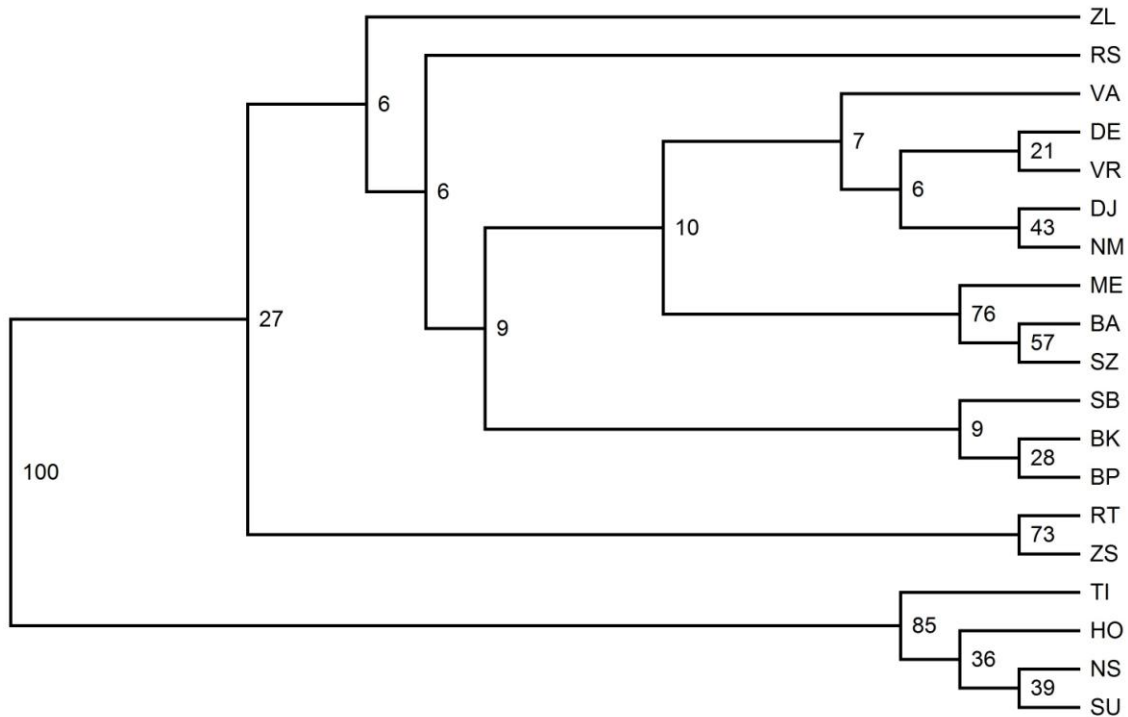 ZL
RS
VA
6
DE
7
21
VR
6
6
DJ
10
43
NM
ME
76
27
9
BA
57
SZ
SB
9
BK
28
BP
100
RT
73
ZS
TI
85
HO
36
NS
39
SU